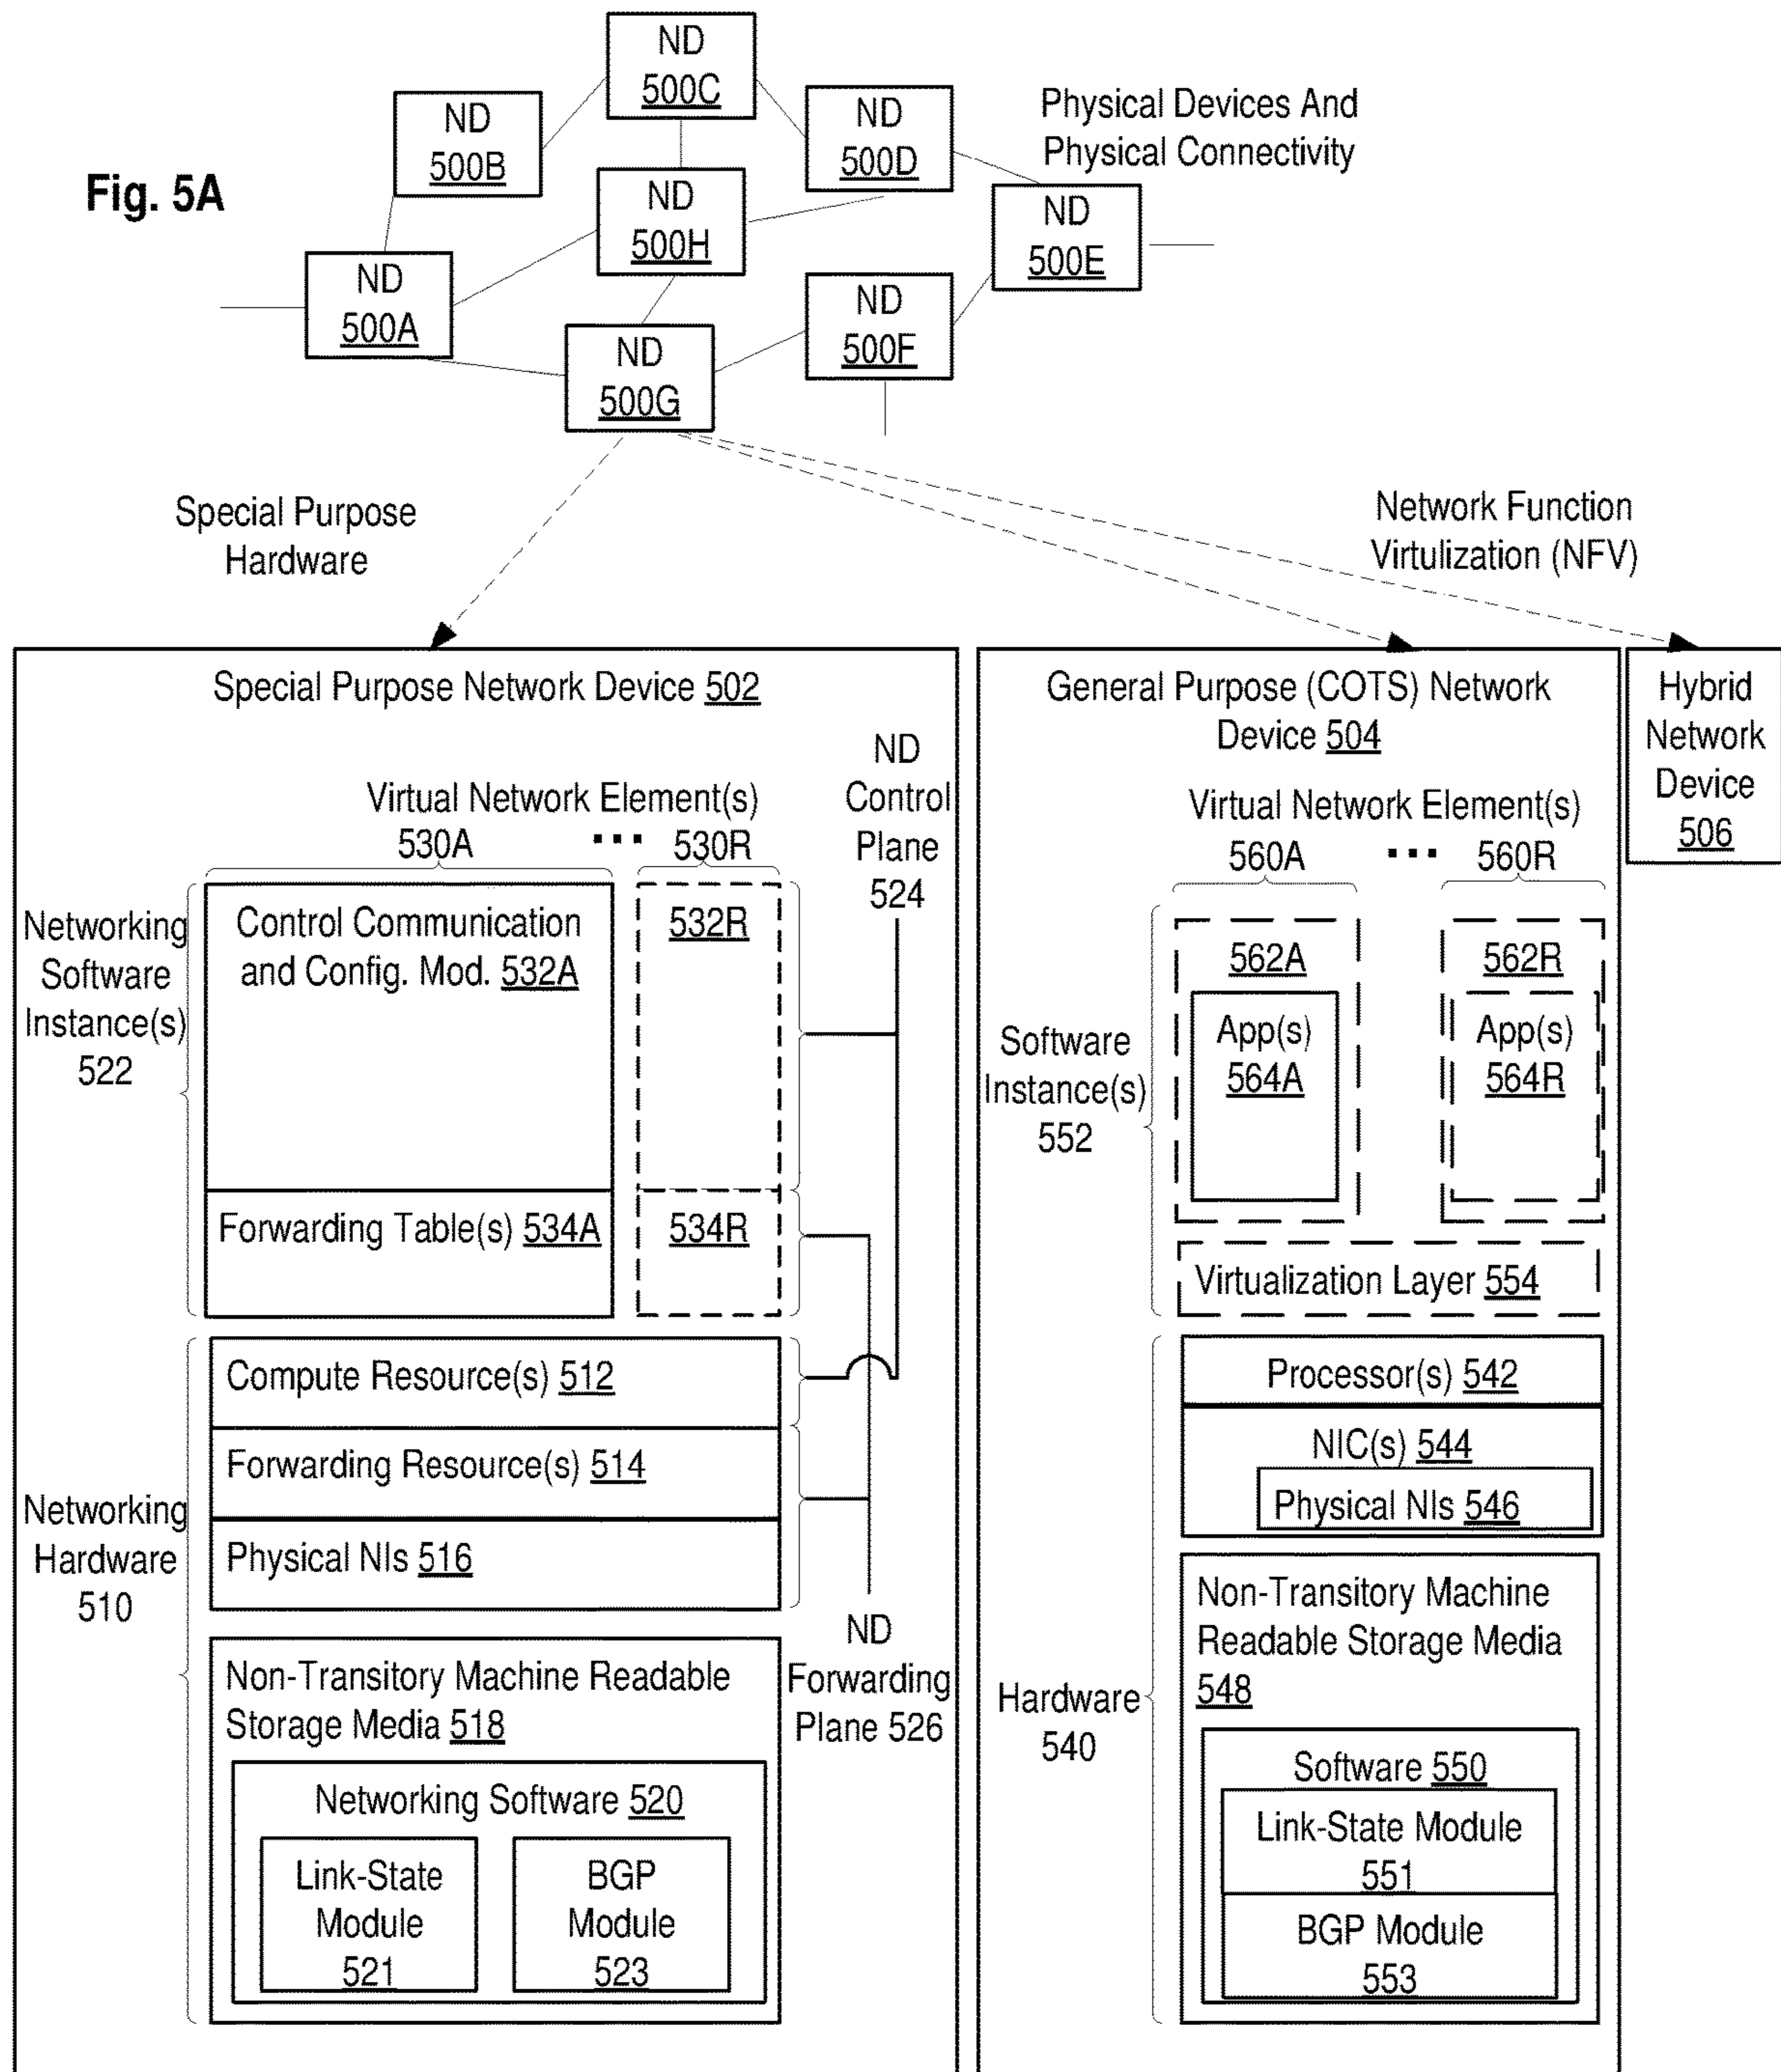 Fig. 5A
ND
500C
ND
500B
ND
500D
Physical Devices And
Physical Connectivity
ND
500H
ND
500E
ND
500A
ND
500F
ND
500G
Special Purpose
Hardware
Network Function
Virtulization (NFV)
Special Purpose Network Device 502
ND
Control
Plane
524
Virtual Network Element(s)
530A
...
530R
Networking
Software
Instance(s)
522
Control Communication
and Config. Mod. 532A
532R
Forwarding Table(s) 534A
534R
Networking
Hardware
510
Compute Resource(s) 512
Forwarding Resource(s) 514
Physical NIs 516
ND
Forwarding
Plane 526
Non-Transitory Machine Readable
Storage Media 518
Networking Software 520
Link-State
Module
521
BGP
Module
523
General Purpose (COTS) Network
Device 504
Virtual Network Element(s)
560A
...
560R
Software
Instance(s)
552
562A
App(s)
564A
562R
App(s)
564R
Virtualization Layer 554
Hardware
540
Processor(s) 542
NIC(s) 544
Physical NIs 546
Non-Transitory Machine
Readable Storage Media
548
Software 550
Link-State Module
551
BGP Module
553
Hybrid
Network
Device
506